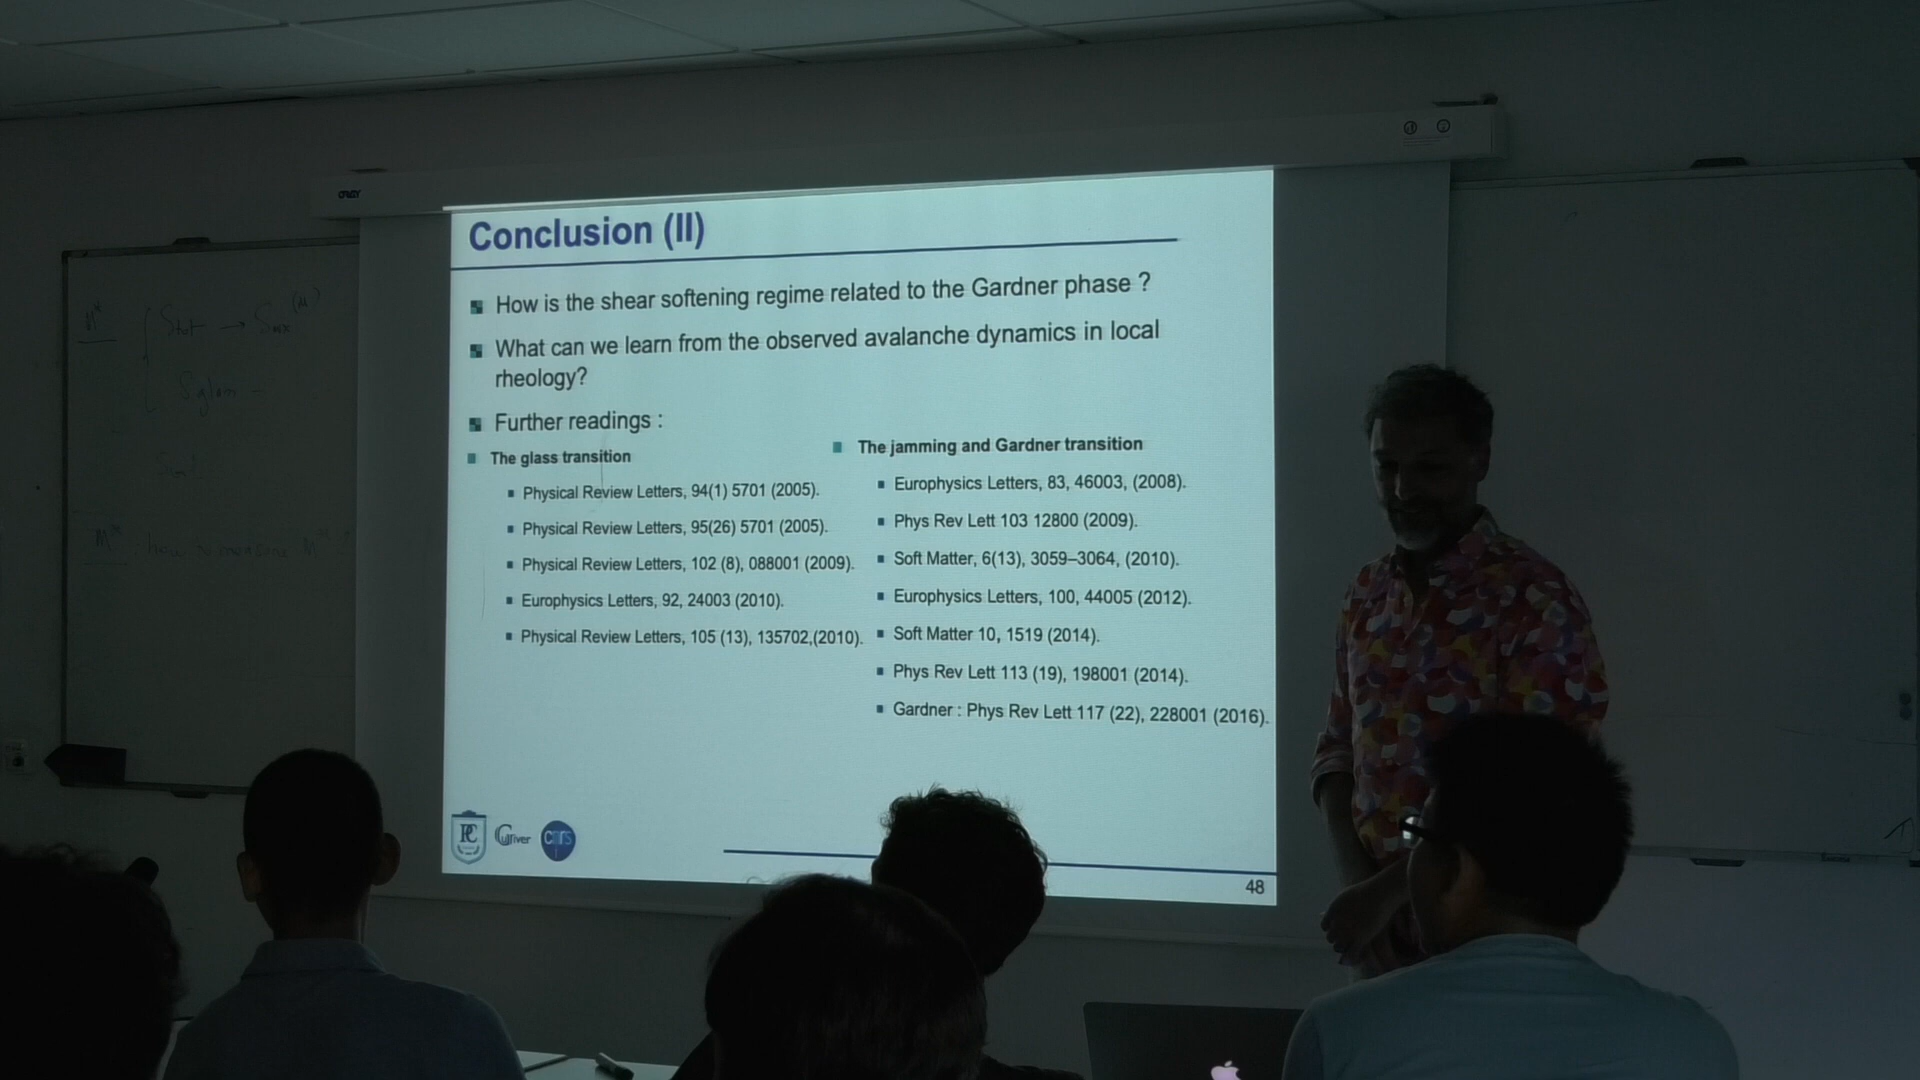 Conclusion (II)
How is the shear softening regime related to the Gardner phase ?
What can we learn from the observed avalanche dynamics in local
rheology?
Further readings :
The glass transition
Physical Review Letters, 94(1) 5701 (2005).
Physical Review Letters, 95(26) 5701 (2005).
Physical Review Letters, 102 (8), 088001 (2009).
Europhysics Letters, 92, 24003 (2010).
Physical Review Letters, 105 (13), 135702,(2010).
The jamming and Gardner transition
Europhysics Letters, 83, 46003, (2008).
Phys Rev Lett 103 12800 (2009).
Soft Matter, 6(13), 3059–3064, (2010).
Europhysics Letters, 100, 44005 (2012).
Soft Matter 10, 1519 (2014).
Phys Rev Lett 113 (19), 198001 (2014).
Gardner : Phys Rev Lett 117 (22), 228001 (2016).
PC
Gulliver
cnrs
48